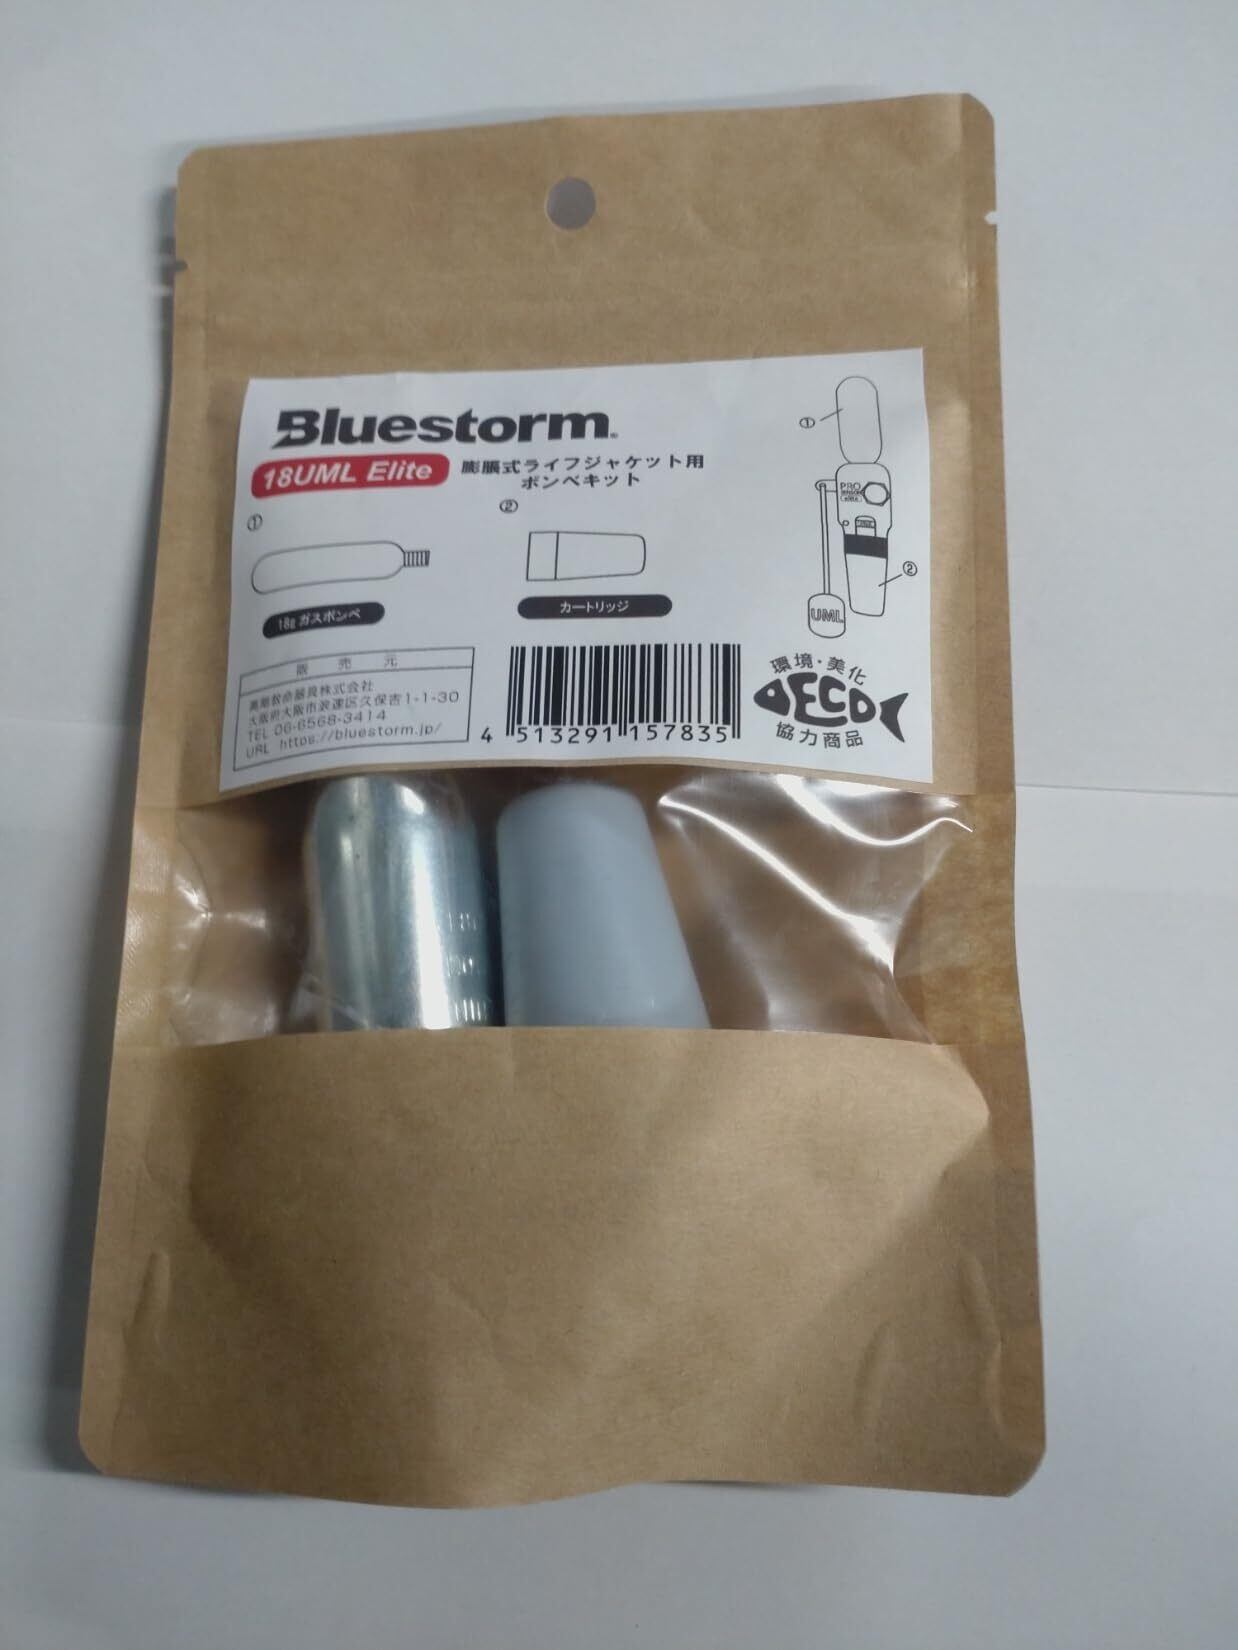 Bluestorm®
18UML Elite 膨脹式ライフジャケット用
ボンベキット
①
②
18g ガスボンベ
カートリッジ
①
PRO
elite
②
UML
販売元
高階救命器具株式会社
大阪府大阪市浪速区久保吉1-1-30
TEL 06-6568-3414
URL https://bluestorm.jp/
4 513291 157835
環境・美化
ECO
協力商品